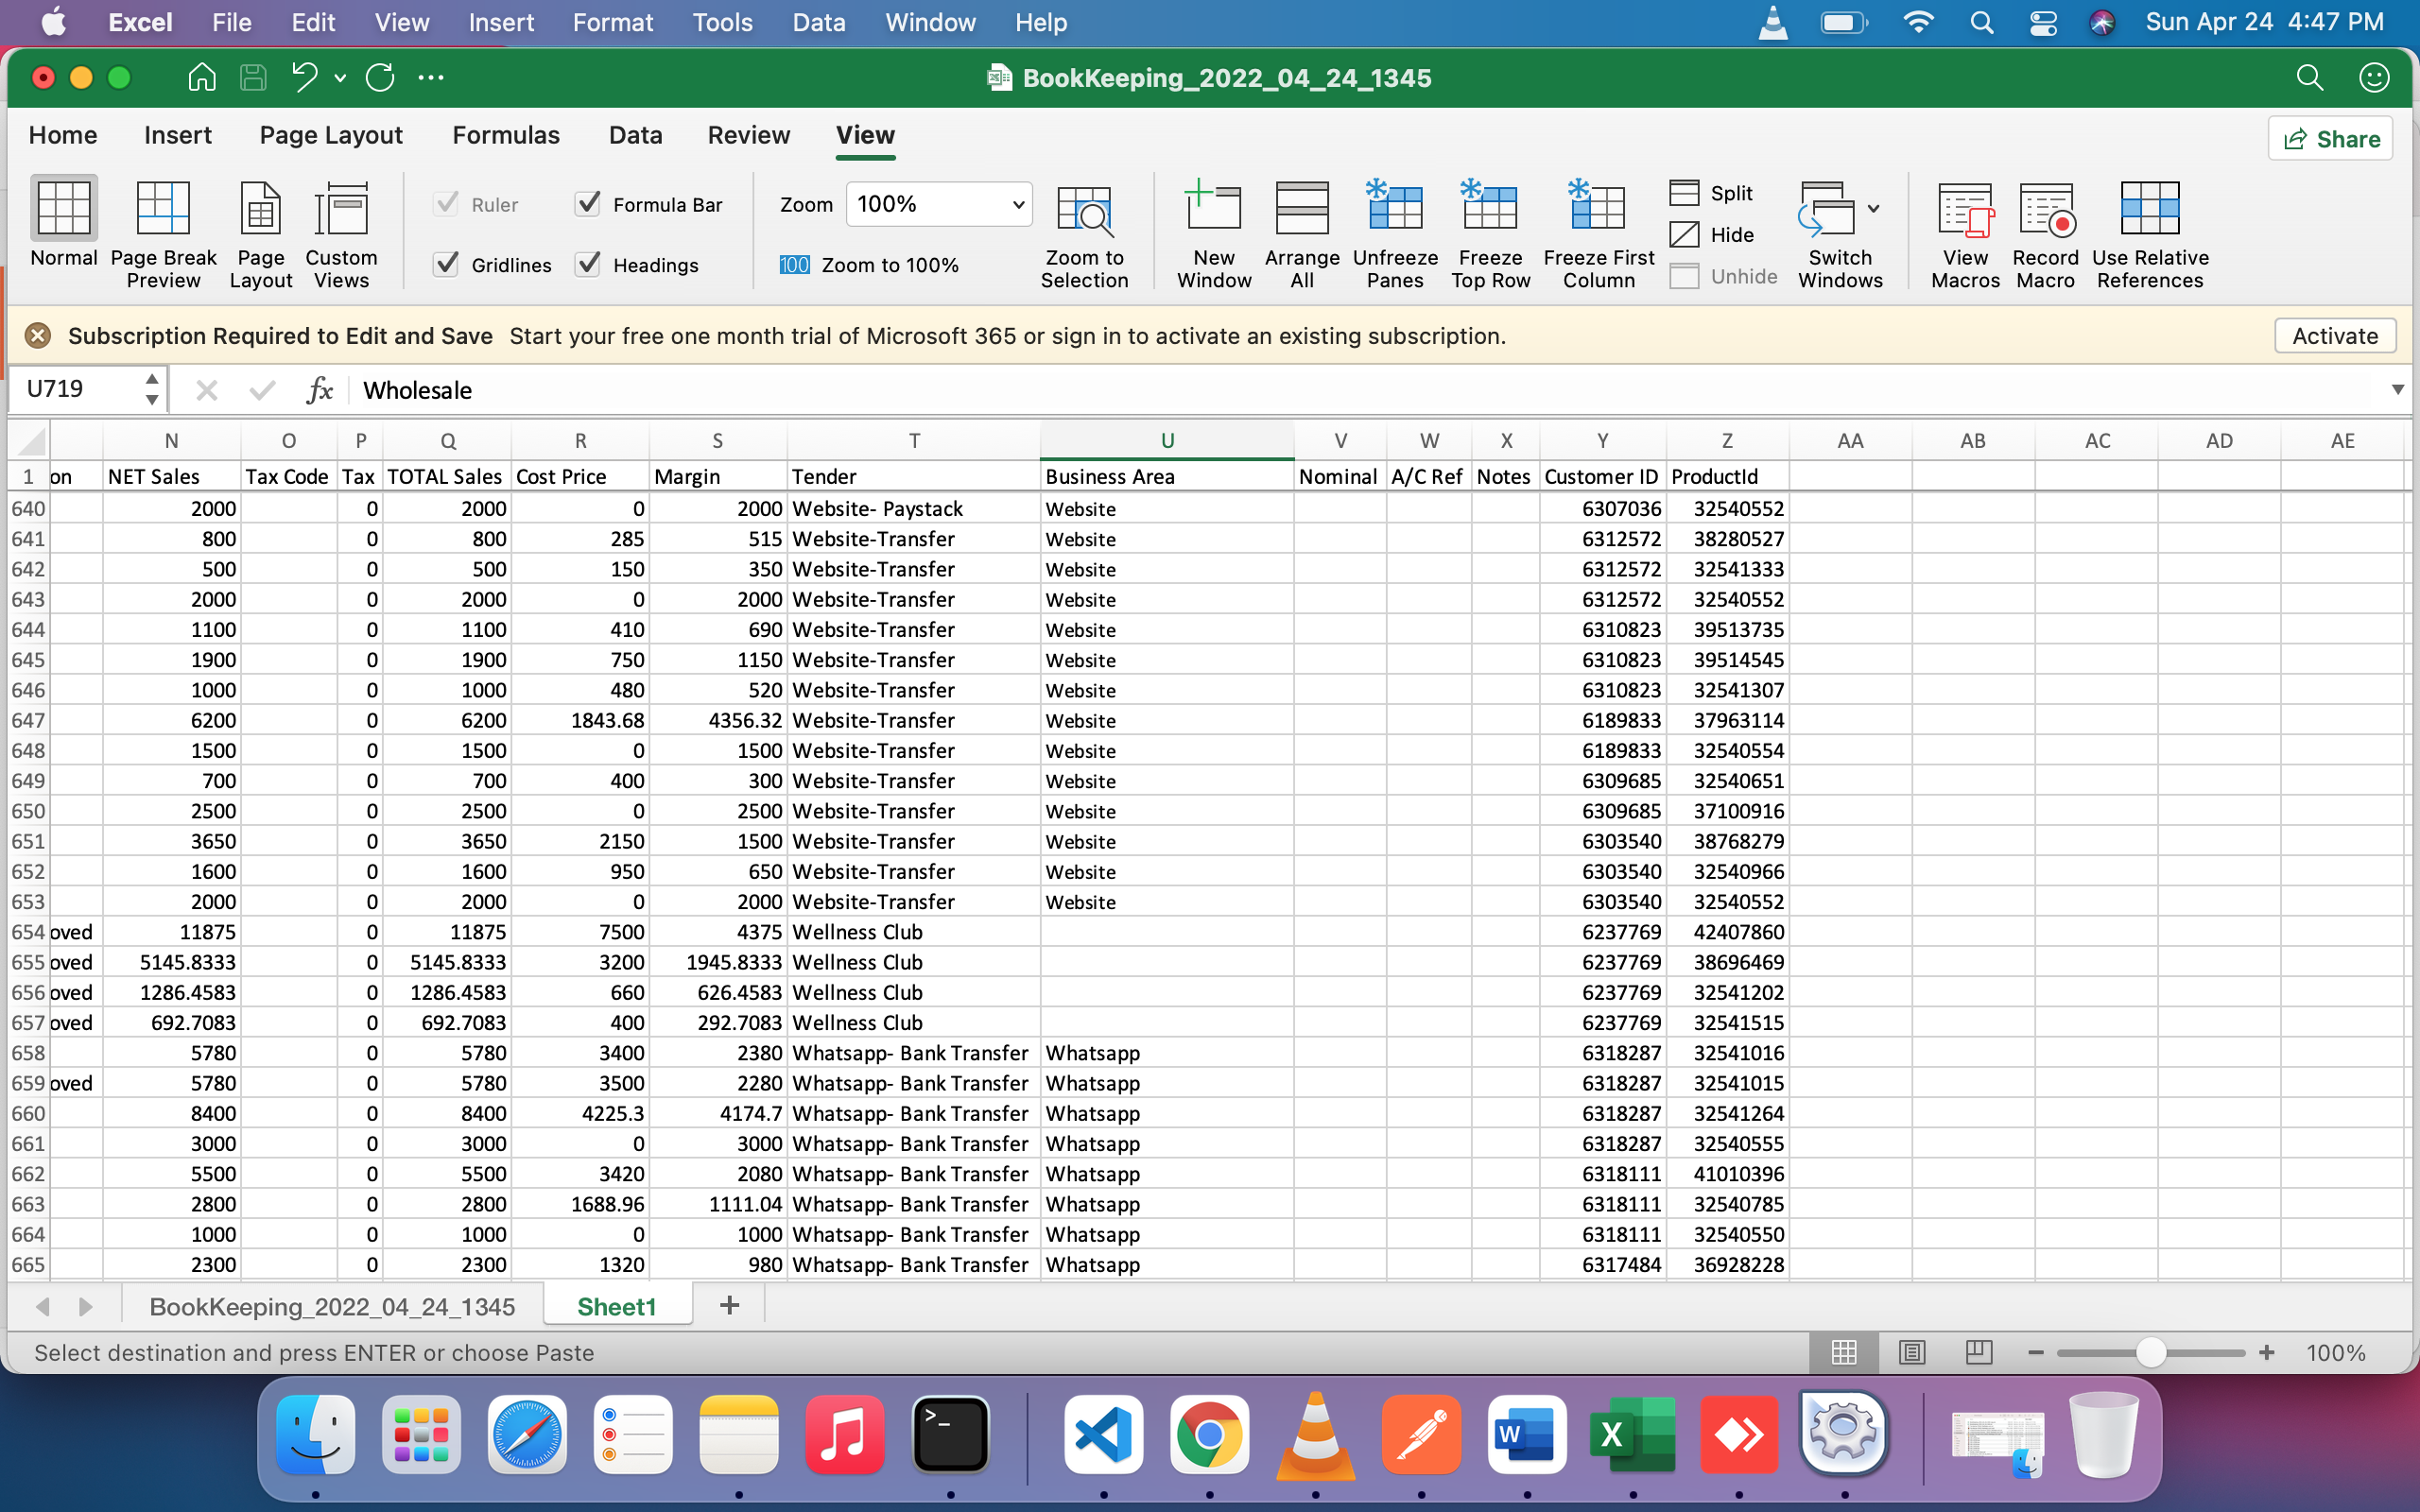 Excel File Edit View Insert Format Tools Data Window Help Sun Apr 24 4:47 PM
BookKeeping_2022_04_24_1345
Home Insert Page Layout Formulas Data Review View Share
Ruler Formula Bar Zoom 100% Split
Hide
Normal Page Break Preview Page Layout Custom Views Gridlines Headings 100 Zoom to 100% Zoom to Selection New Window Arrange All Unfreeze Panes Freeze Top Row Freeze First Column Unhide Switch Windows View Macros Record Macro Use Relative References
Subscription Required to Edit and Save Start your free one month trial of Microsoft 365 or sign in to activate an existing subscription. Activate
U719 fx Wholesale
N O P Q R S T U V W X Y Z AA AB AC AD AE
1 on NET Sales Tax Code Tax TOTAL Sales Cost Price Margin Tender Business Area Nominal A/C Ref Notes Customer ID ProductId
640 2000 0 2000 0 2000 Website- Paystack Website 6307036 32540552
641 800 0 800 285 515 Website-Transfer Website 6312572 38280527
642 500 0 500 150 350 Website-Transfer Website 6312572 32541333
643 2000 0 2000 0 2000 Website-Transfer Website 6312572 32540552
644 1100 0 1100 410 690 Website-Transfer Website 6310823 39513735
645 1900 0 1900 750 1150 Website-Transfer Website 6310823 39514545
646 1000 0 1000 480 520 Website-Transfer Website 6310823 32541307
647 6200 0 6200 1843.68 4356.32 Website-Transfer Website 6189833 37963114
648 1500 0 1500 0 1500 Website-Transfer Website 6189833 32540554
649 700 0 700 400 300 Website-Transfer Website 6309685 32540651
650 2500 0 2500 0 2500 Website-Transfer Website 6309685 37100916
651 3650 0 3650 2150 1500 Website-Transfer Website 6303540 38768279
652 1600 0 1600 950 650 Website-Transfer Website 6303540 32540966
653 2000 0 2000 0 2000 Website-Transfer Website 6303540 32540552
654 oved 11875 0 11875 7500 4375 Wellness Club 6237769 42407860
655 oved 5145.8333 0 5145.8333 3200 1945.8333 Wellness Club 6237769 38696469
656 oved 1286.4583 0 1286.4583 660 626.4583 Wellness Club 6237769 32541202
657 oved 692.7083 0 692.7083 400 292.7083 Wellness Club 6237769 32541515
658 5780 0 5780 3400 2380 Whatsapp- Bank Transfer Whatsapp 6318287 32541016
659 oved 5780 0 5780 3500 2280 Whatsapp- Bank Transfer Whatsapp 6318287 32541015
660 8400 0 8400 4225.3 4174.7 Whatsapp- Bank Transfer Whatsapp 6318287 32541264
661 3000 0 3000 0 3000 Whatsapp- Bank Transfer Whatsapp 6318287 32540555
662 5500 0 5500 3420 2080 Whatsapp- Bank Transfer Whatsapp 6318111 41010396
663 2800 0 2800 1688.96 1111.04 Whatsapp- Bank Transfer Whatsapp 6318111 32540785
664 1000 0 1000 0 1000 Whatsapp- Bank Transfer Whatsapp 6318111 32540550
665 2300 0 2300 1320 980 Whatsapp- Bank Transfer Whatsapp 6317484 36928228
BookKeeping_2022_04_24_1345 Sheet1
Select destination and press ENTER or choose Paste 100%
>_ W X